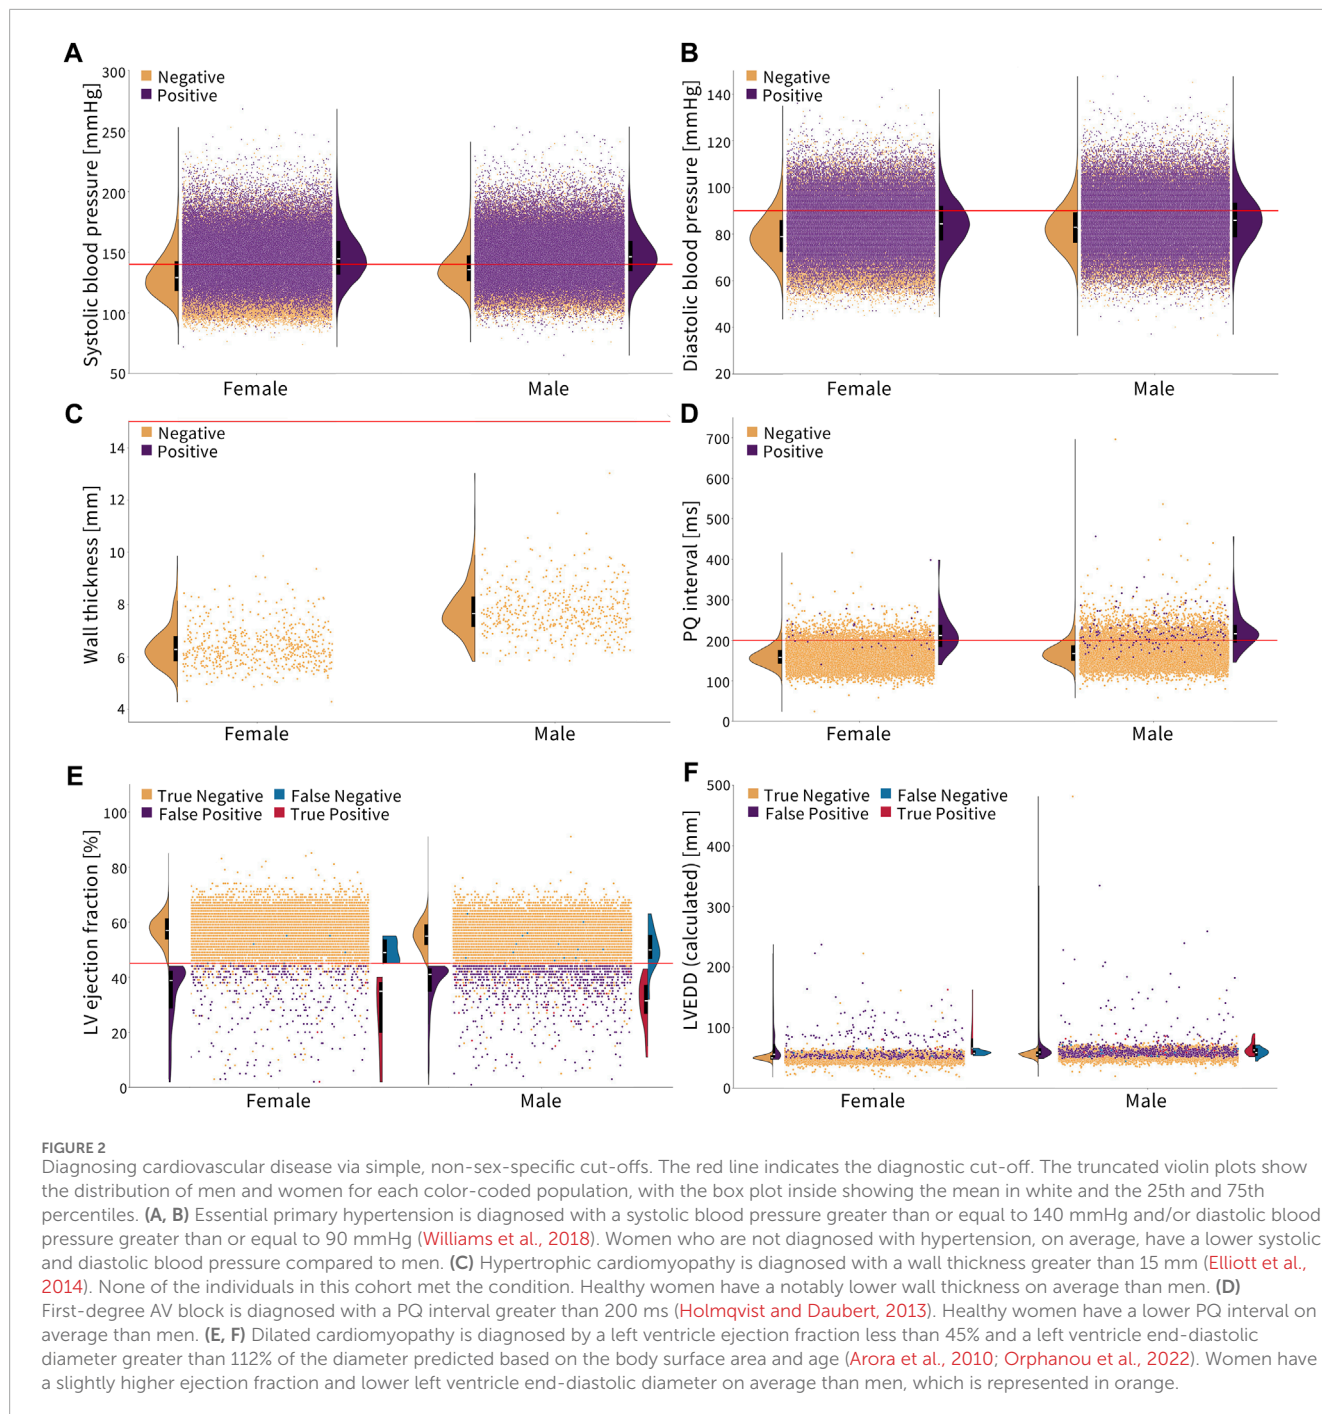 A
Negative
Positive
Systolic blood pressure [mmHg]
300
250
200
150
100
50
Female
Male
B
Negative
Positive
Diastolic blood pressure [mmHg]
140
120
100
80
60
40
20
Female
Male
C
Negative
Positive
Wall thickness [mm]
14
12
10
8
6
4
Female
Male
D
Negative
Positive
PQ interval [ms]
700
600
500
400
300
200
100
0
Female
Male
E
True Negative
False Negative
False Positive
True Positive
LV ejection fraction [%]
100
80
60
40
20
0
Female
Male
F
True Negative
False Negative
False Positive
True Positive
LVEDD (calculated) [mm]
500
400
300
200
100
0
Female
Male
FIGURE 2
Diagnosing cardiovascular disease via simple, non-sex-specific cut-offs. The red line indicates the diagnostic cut-off. The truncated violin plots show
the distribution of men and women for each color-coded population, with the box plot inside showing the mean in white and the 25th and 75th
percentiles. (A, B) Essential primary hypertension is diagnosed with a systolic blood pressure greater than or equal to 140 mmHg and/or diastolic blood
pressure greater than or equal to 90 mmHg (Williams et al., 2018). Women who are not diagnosed with hypertension, on average, have a lower systolic
and diastolic blood pressure compared to men. (C) Hypertrophic cardiomyopathy is diagnosed with a wall thickness greater than 15 mm (Elliott et al.,
2014). None of the individuals in this cohort met the condition. Healthy women have a notably lower wall thickness on average than men. (D)
First-degree AV block is diagnosed with a PQ interval greater than 200 ms (Holmqvist and Daubert, 2013). Healthy women have a lower PQ interval on
average than men. (E, F) Dilated cardiomyopathy is diagnosed by a left ventricle ejection fraction less than 45% and a left ventricle end-diastolic
diameter greater than 112% of the diameter predicted based on the body surface area and age (Arora et al., 2010; Orphanou et al., 2022). Women have
a slightly higher ejection fraction and lower left ventricle end-diastolic diameter on average than men, which is represented in orange.